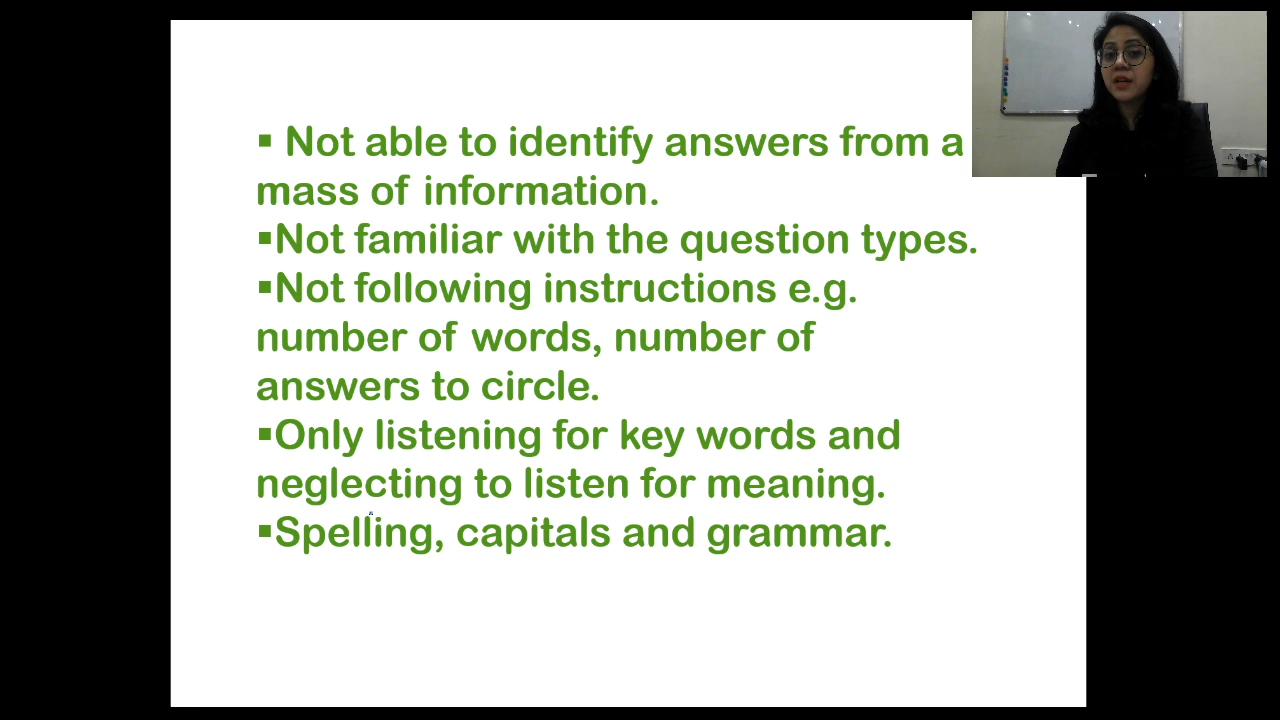 ▪ Not able to identify answers from a
mass of information.
▪Not familiar with the question types.
▪Not following instructions e.g.
number of words, number of
answers to circle.
▪Only listening for key words and
neglecting to listen for meaning.
▪Spelling, capitals and grammar.